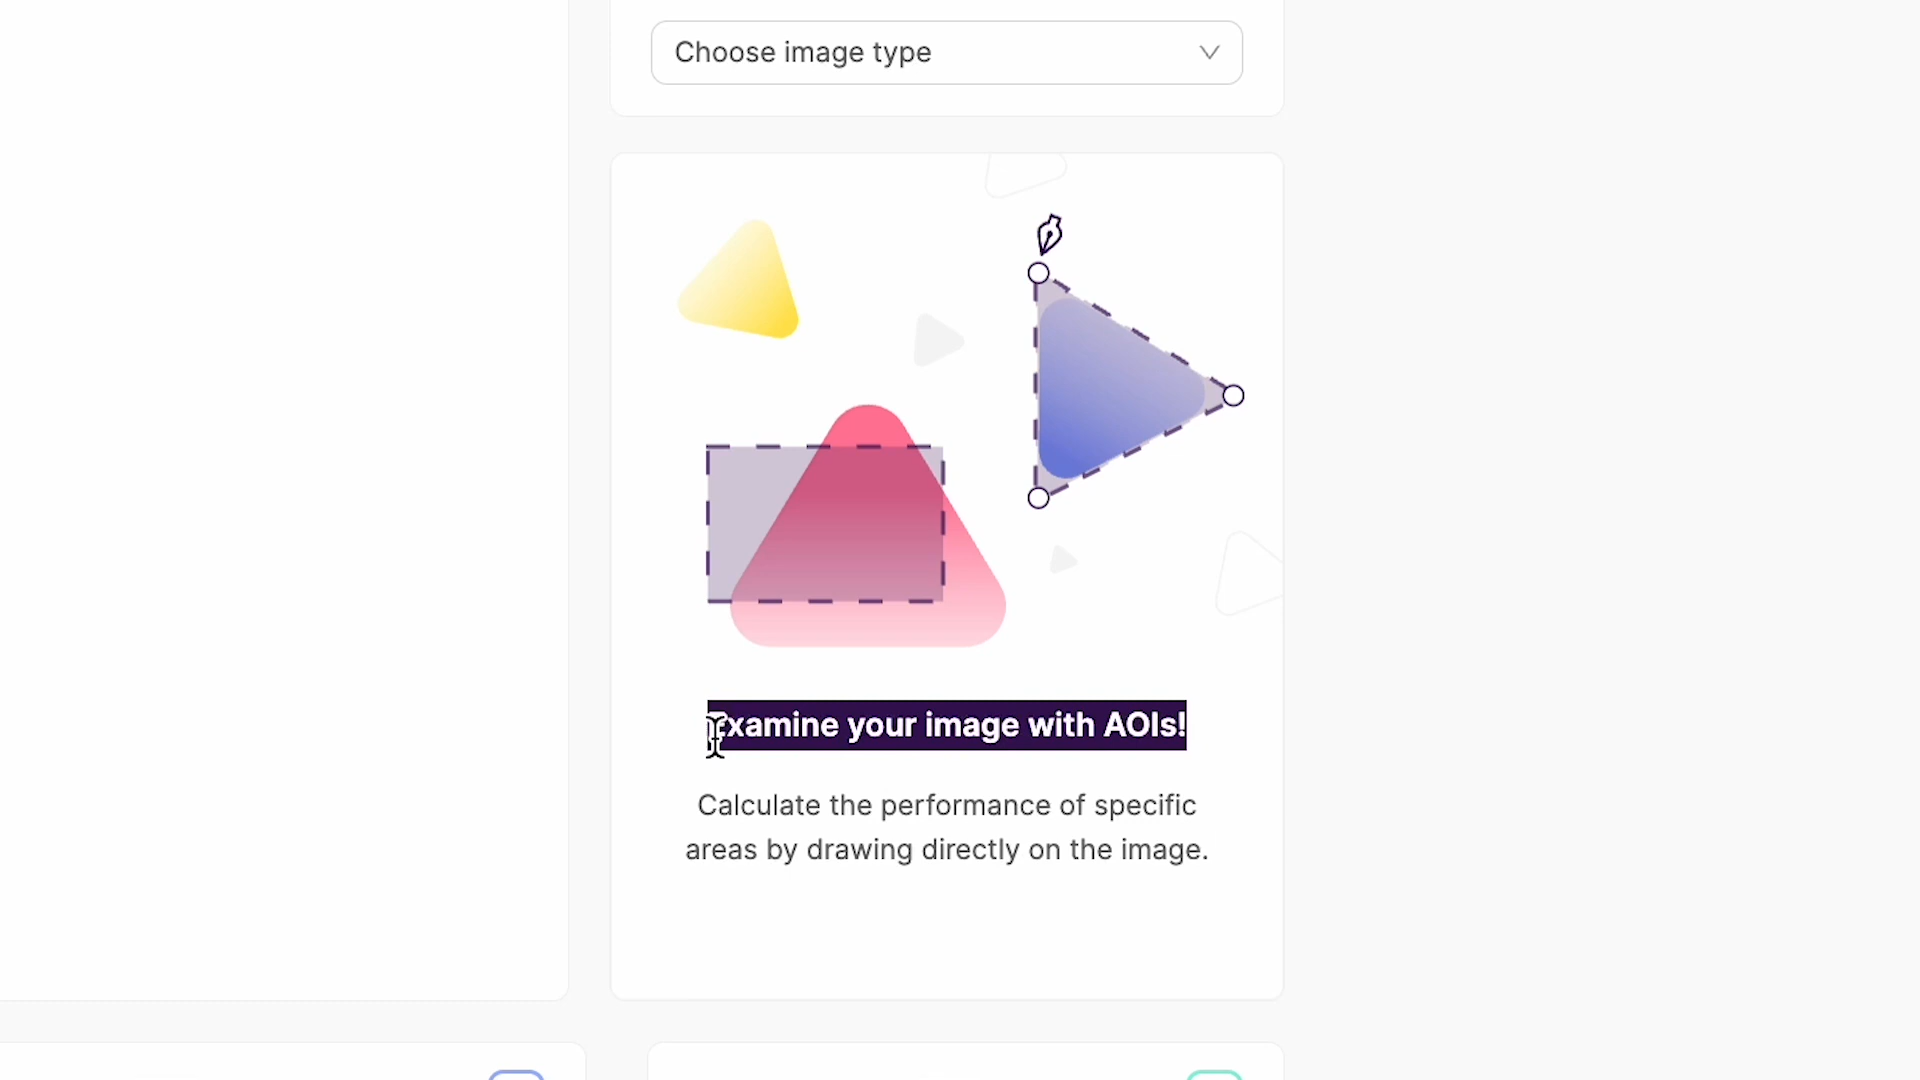 Choose image type
Examine your image with AOIs!
Calculate the performance of specific
areas by drawing directly on the image.